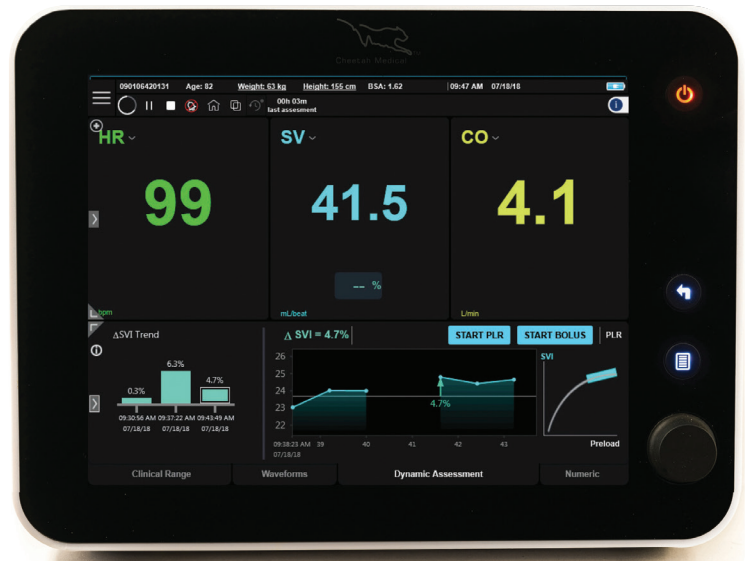 Cheetah Medical
090106420131 Age: 82 Weight: 63 kg Height: 155 cm BSA: 1.62 09:47 AM 07/18/18
00h 03m
last assesment
HR SV CO
99 41.5 4.1
-- %
bpm mL/beat L/min
ΔSVI Trend
Δ SVI = 4.7% START PLR START BOLUS PLR
0.3% 6.3% 4.7%
09:30:56 AM 09:37:22 AM 09:43:49 AM
07/18/18 07/18/18 07/18/18
26
25
24
23
22
4.7%
09:38:23 AM 39 40 41 42 43
07/18/18
SVI
Preload
Clinical Range Waveforms Dynamic Assessment Numeric